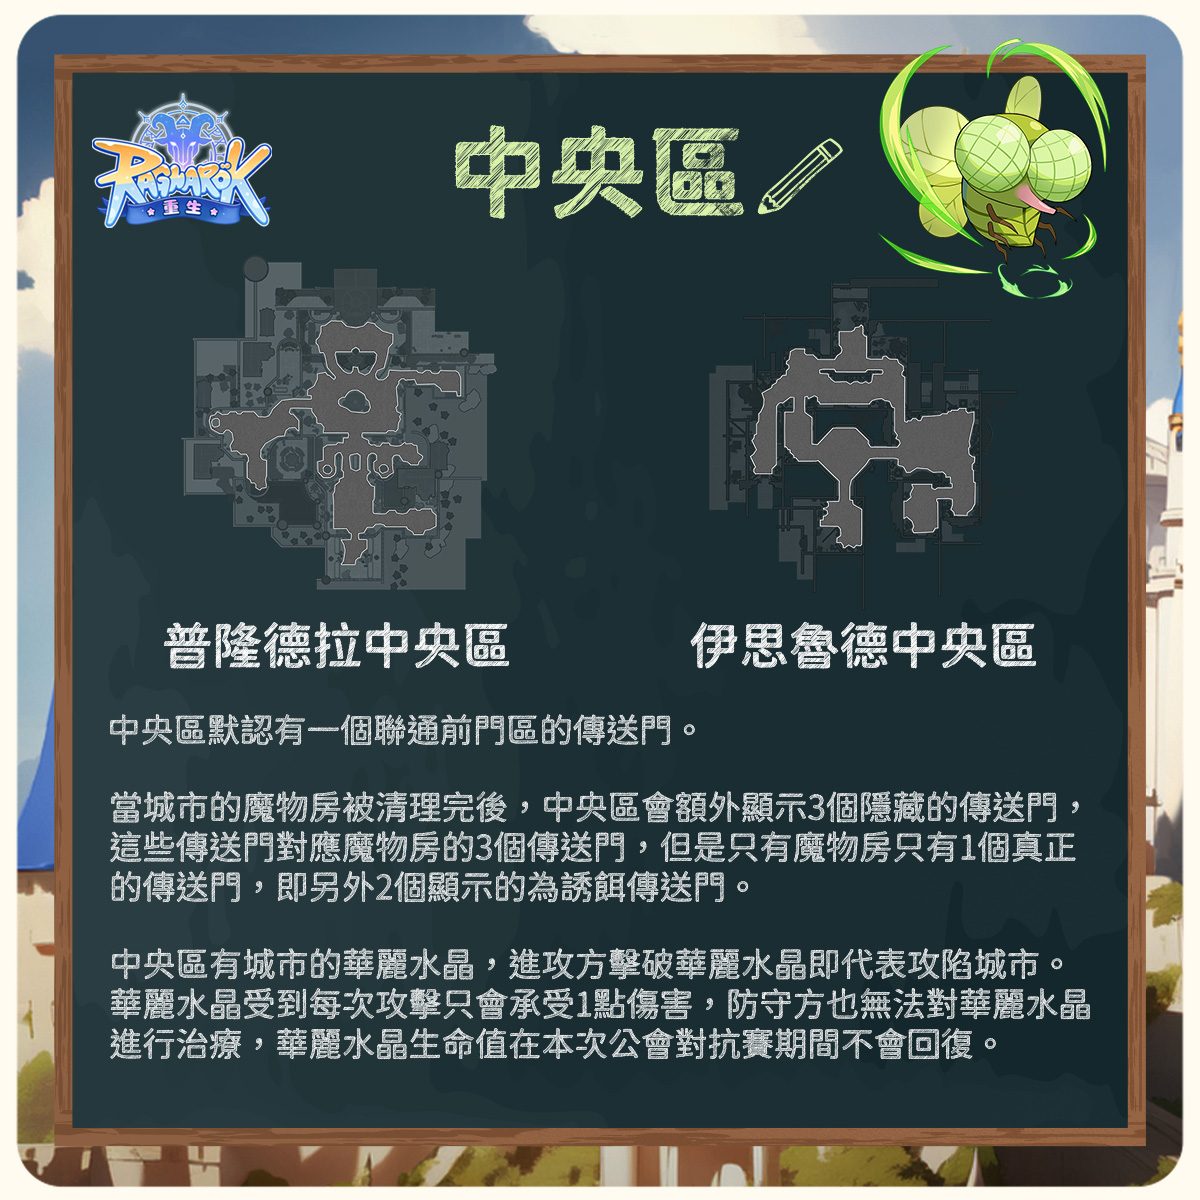 RAGNARÖK
重生
中央區
普隆德拉中央區
伊思魯德中央區
中央區默認有一個聯通前門區的傳送門。
當城市的魔物房被清理完後，中央區會額外顯示3個隱藏的傳送門，
這些傳送門對應魔物房的3個傳送門，但是只有魔物房只有1個真正
的傳送門，即另外2個顯示的為誘餌傳送門。
中央區有城市的華麗水晶，進攻方擊破華麗水晶即代表攻陷城市。
華麗水晶受到每次攻擊只會承受1點傷害，防守方也無法對華麗水晶
進行治療，華麗水晶生命值在本次公會對抗賽期間不會回復。